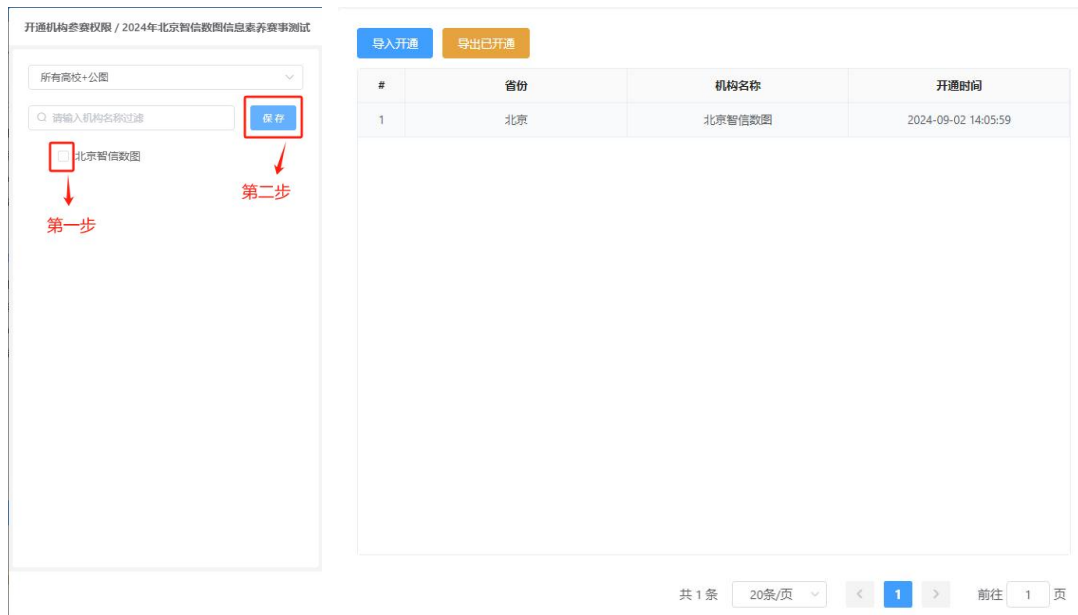 开通机构参赛权限 / 2024年北京智信数图信息素养赛事测试
所有高校+公图
请输入机构名称过滤
保存
北京智信数图
第二步
第一步
导入开通 导出已开通
# 省份 机构名称 开通时间
1 北京 北京智信数图 2024-09-02 14:05:59
共 1 条 20条/页 < 1 > 前往 1 页